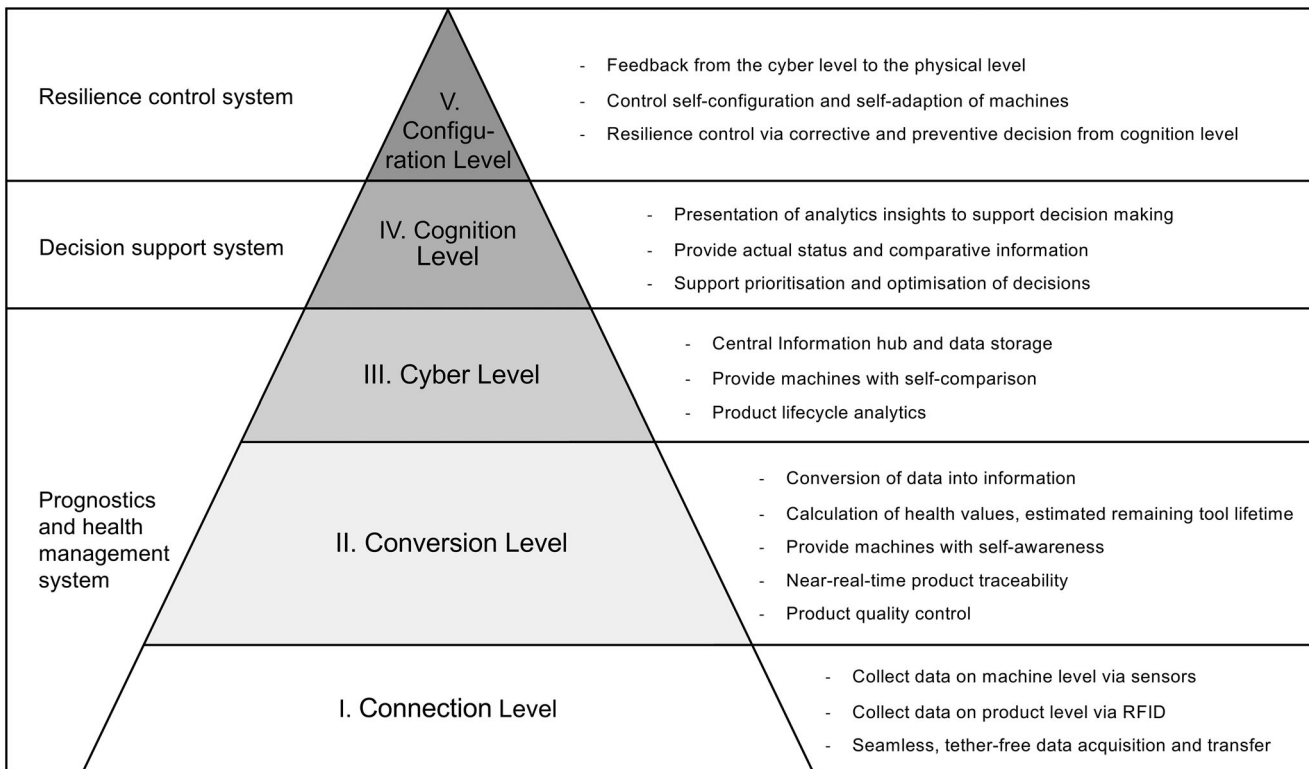 Resilience control system
V.
Configu-
ration Level
- Feedback from the cyber level to the physical level
- Control self-configuration and self-adaption of machines
- Resilience control via corrective and preventive decision from cognition level
Decision support system
IV. Cognition
Level
- Presentation of analytics insights to support decision making
- Provide actual status and comparative information
- Support prioritisation and optimisation of decisions
Prognostics
and health
management
system
III. Cyber Level
- Central Information hub and data storage
- Provide machines with self-comparison
- Product lifecycle analytics
II. Conversion Level
- Conversion of data into information
- Calculation of health values, estimated remaining tool lifetime
- Provide machines with self-awareness
- Near-real-time product traceability
- Product quality control
I. Connection Level
- Collect data on machine level via sensors
- Collect data on product level via RFID
- Seamless, tether-free data acquisition and transfer